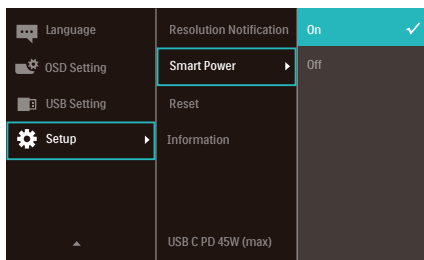 Language
OSD Setting
USB Setting
Setup
Resolution Notification
Smart Power
Reset
Information
USB C PD 45W (max)
On
Off